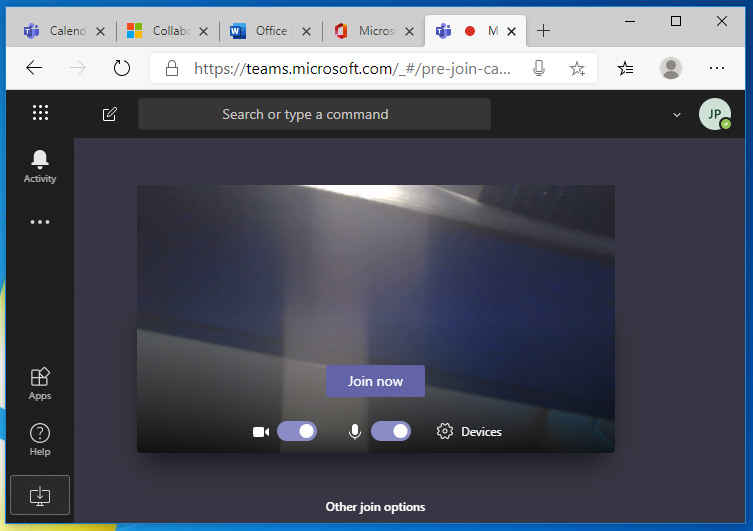 Calend
Collabo
Office
Micros
M
https://teams.microsoft.com/_#/pre-join-ca...
Search or type a command
JP
Activity
Join now
Devices
Apps
Help
Other join options